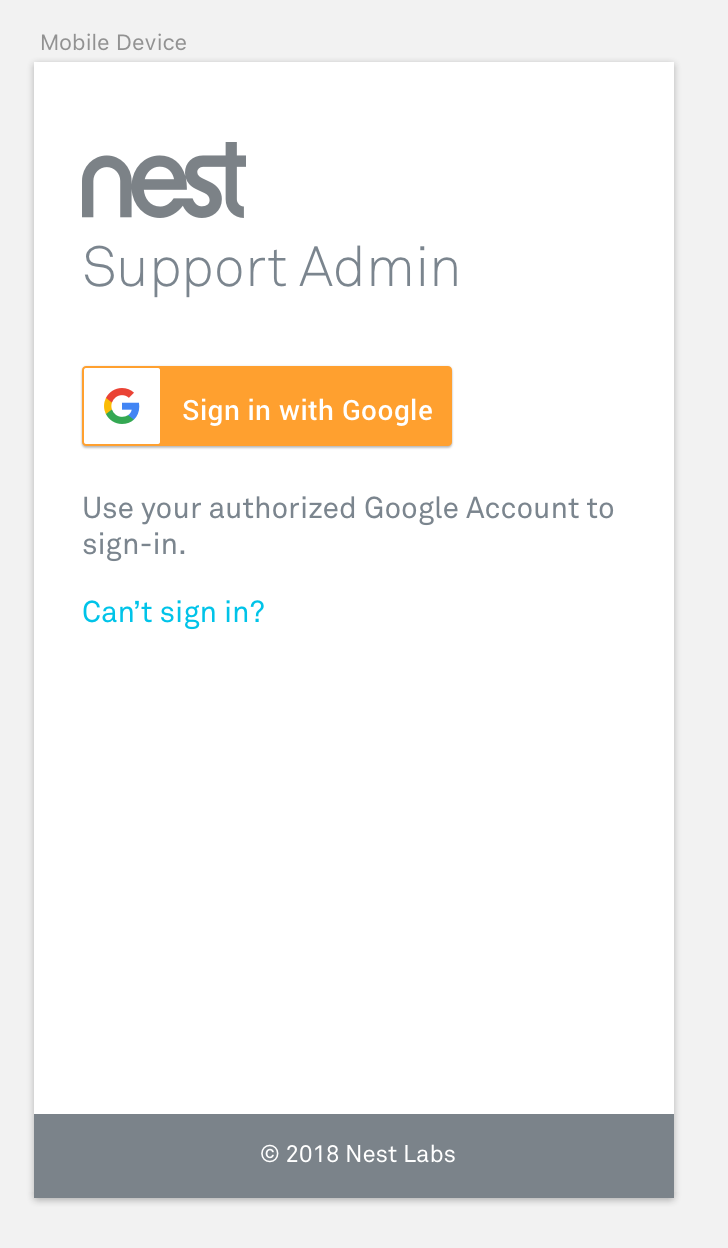 Mobile Device
nest
Support Admin
Sign in with Google
Use your authorized Google Account to
sign-in.
Can’t sign in?
© 2018 Nest Labs